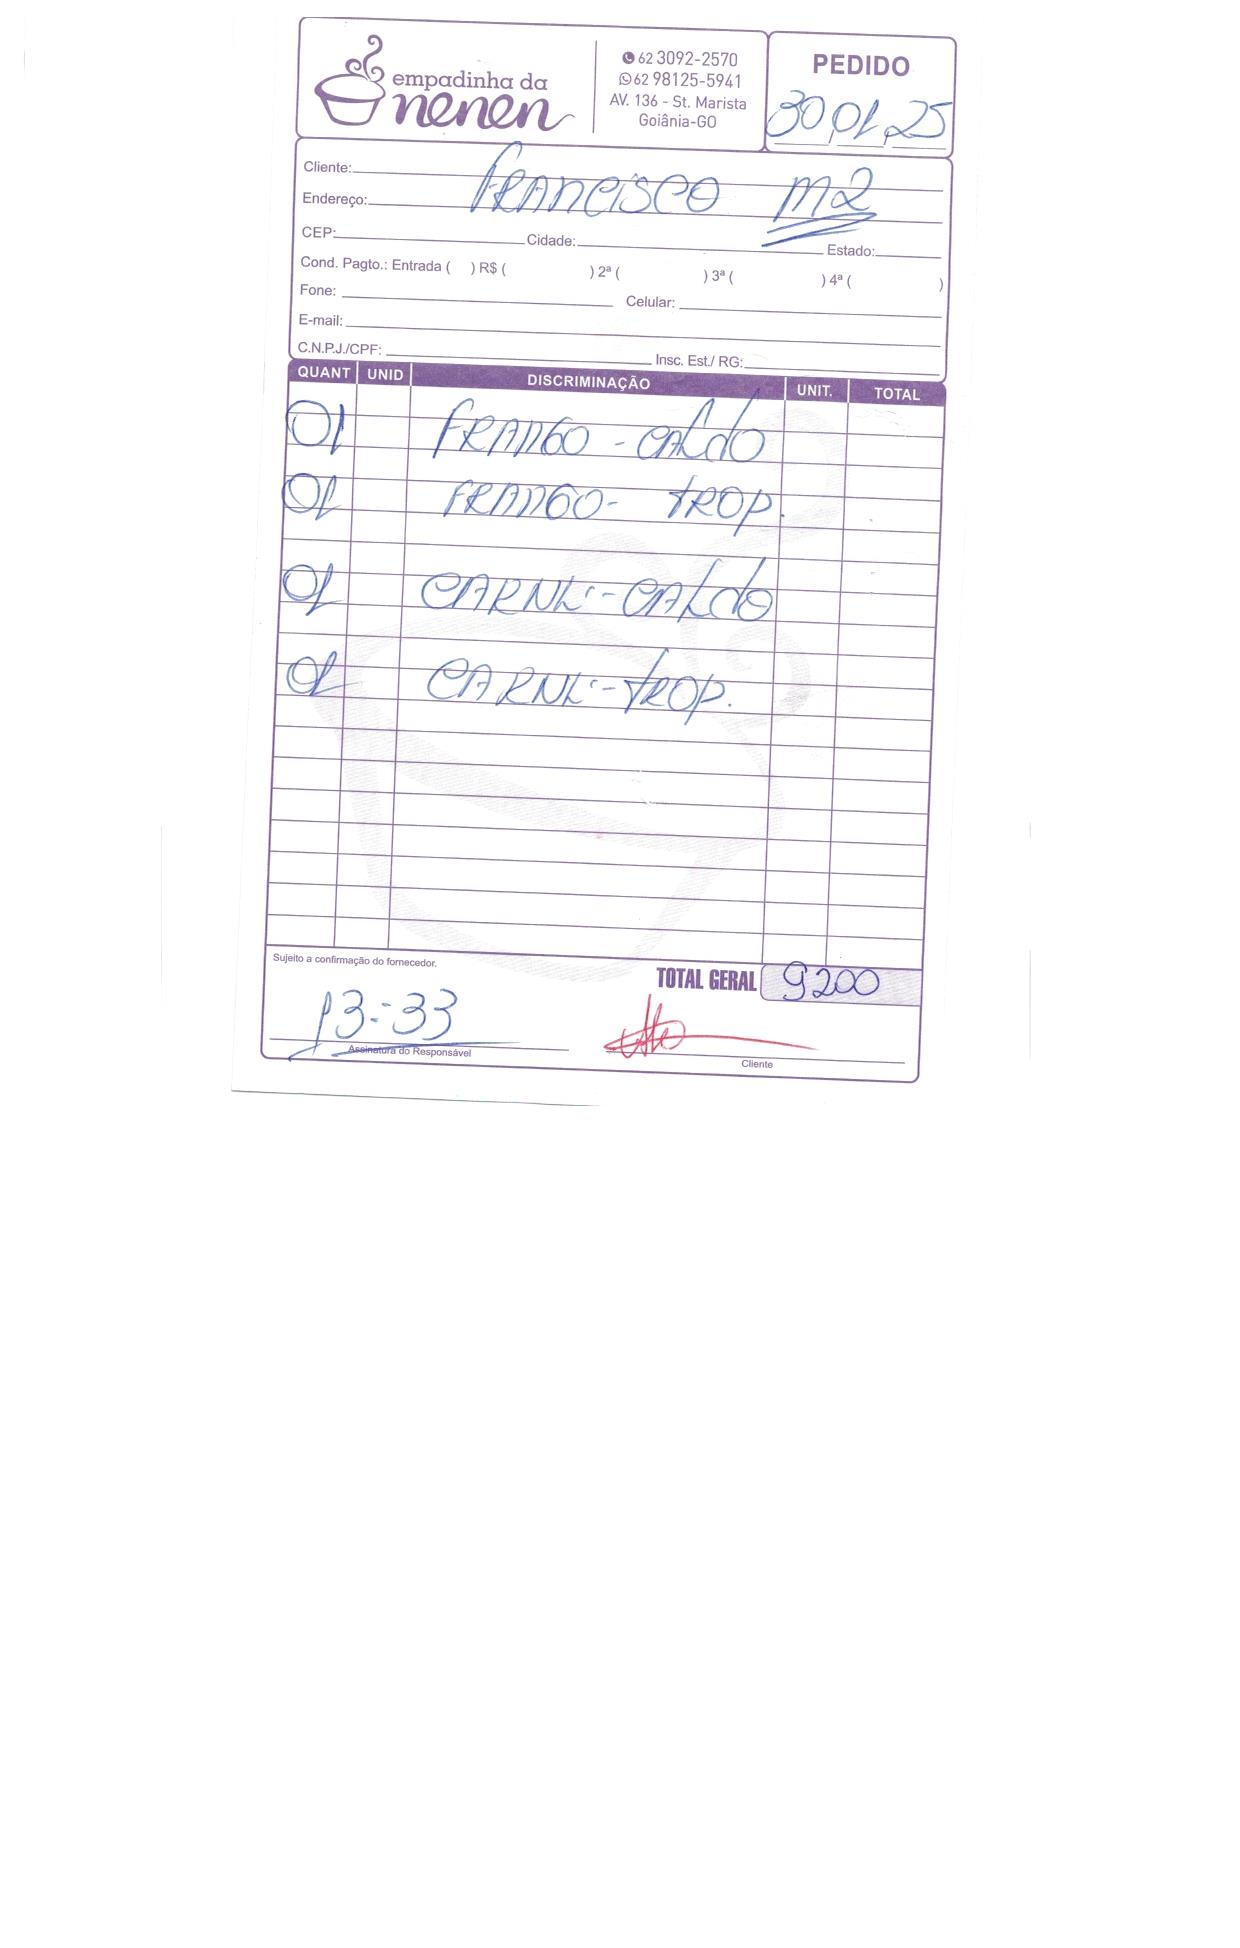 empadinha da
nenen
62 3092-2570
62 98125-5941
AV. 136 - St. Marista
Goiânia-GO
PEDIDO
30,01,25
Cliente: FRANCISCO M2
Endereço:
CEP: Cidade: Estado:
Cond. Pagto.: Entrada ( ) R$ ( ) 2ª ( ) 3ª ( ) 4ª ( )
Fone: Celular:
E-mail:
C.N.P.J./CPF: Insc. Est./ RG:
QUANT UNID DISCRIMINAÇÃO UNIT. TOTAL
01 FRANGO - CALDO
01 FRANGO - TROP.
01 CARNE - CALDO
01 CARNE - TROP.
Sujeito a confirmação do fornecedor.
TOTAL GERAL 9200
13:33
Assinatura do Responsável
Cliente